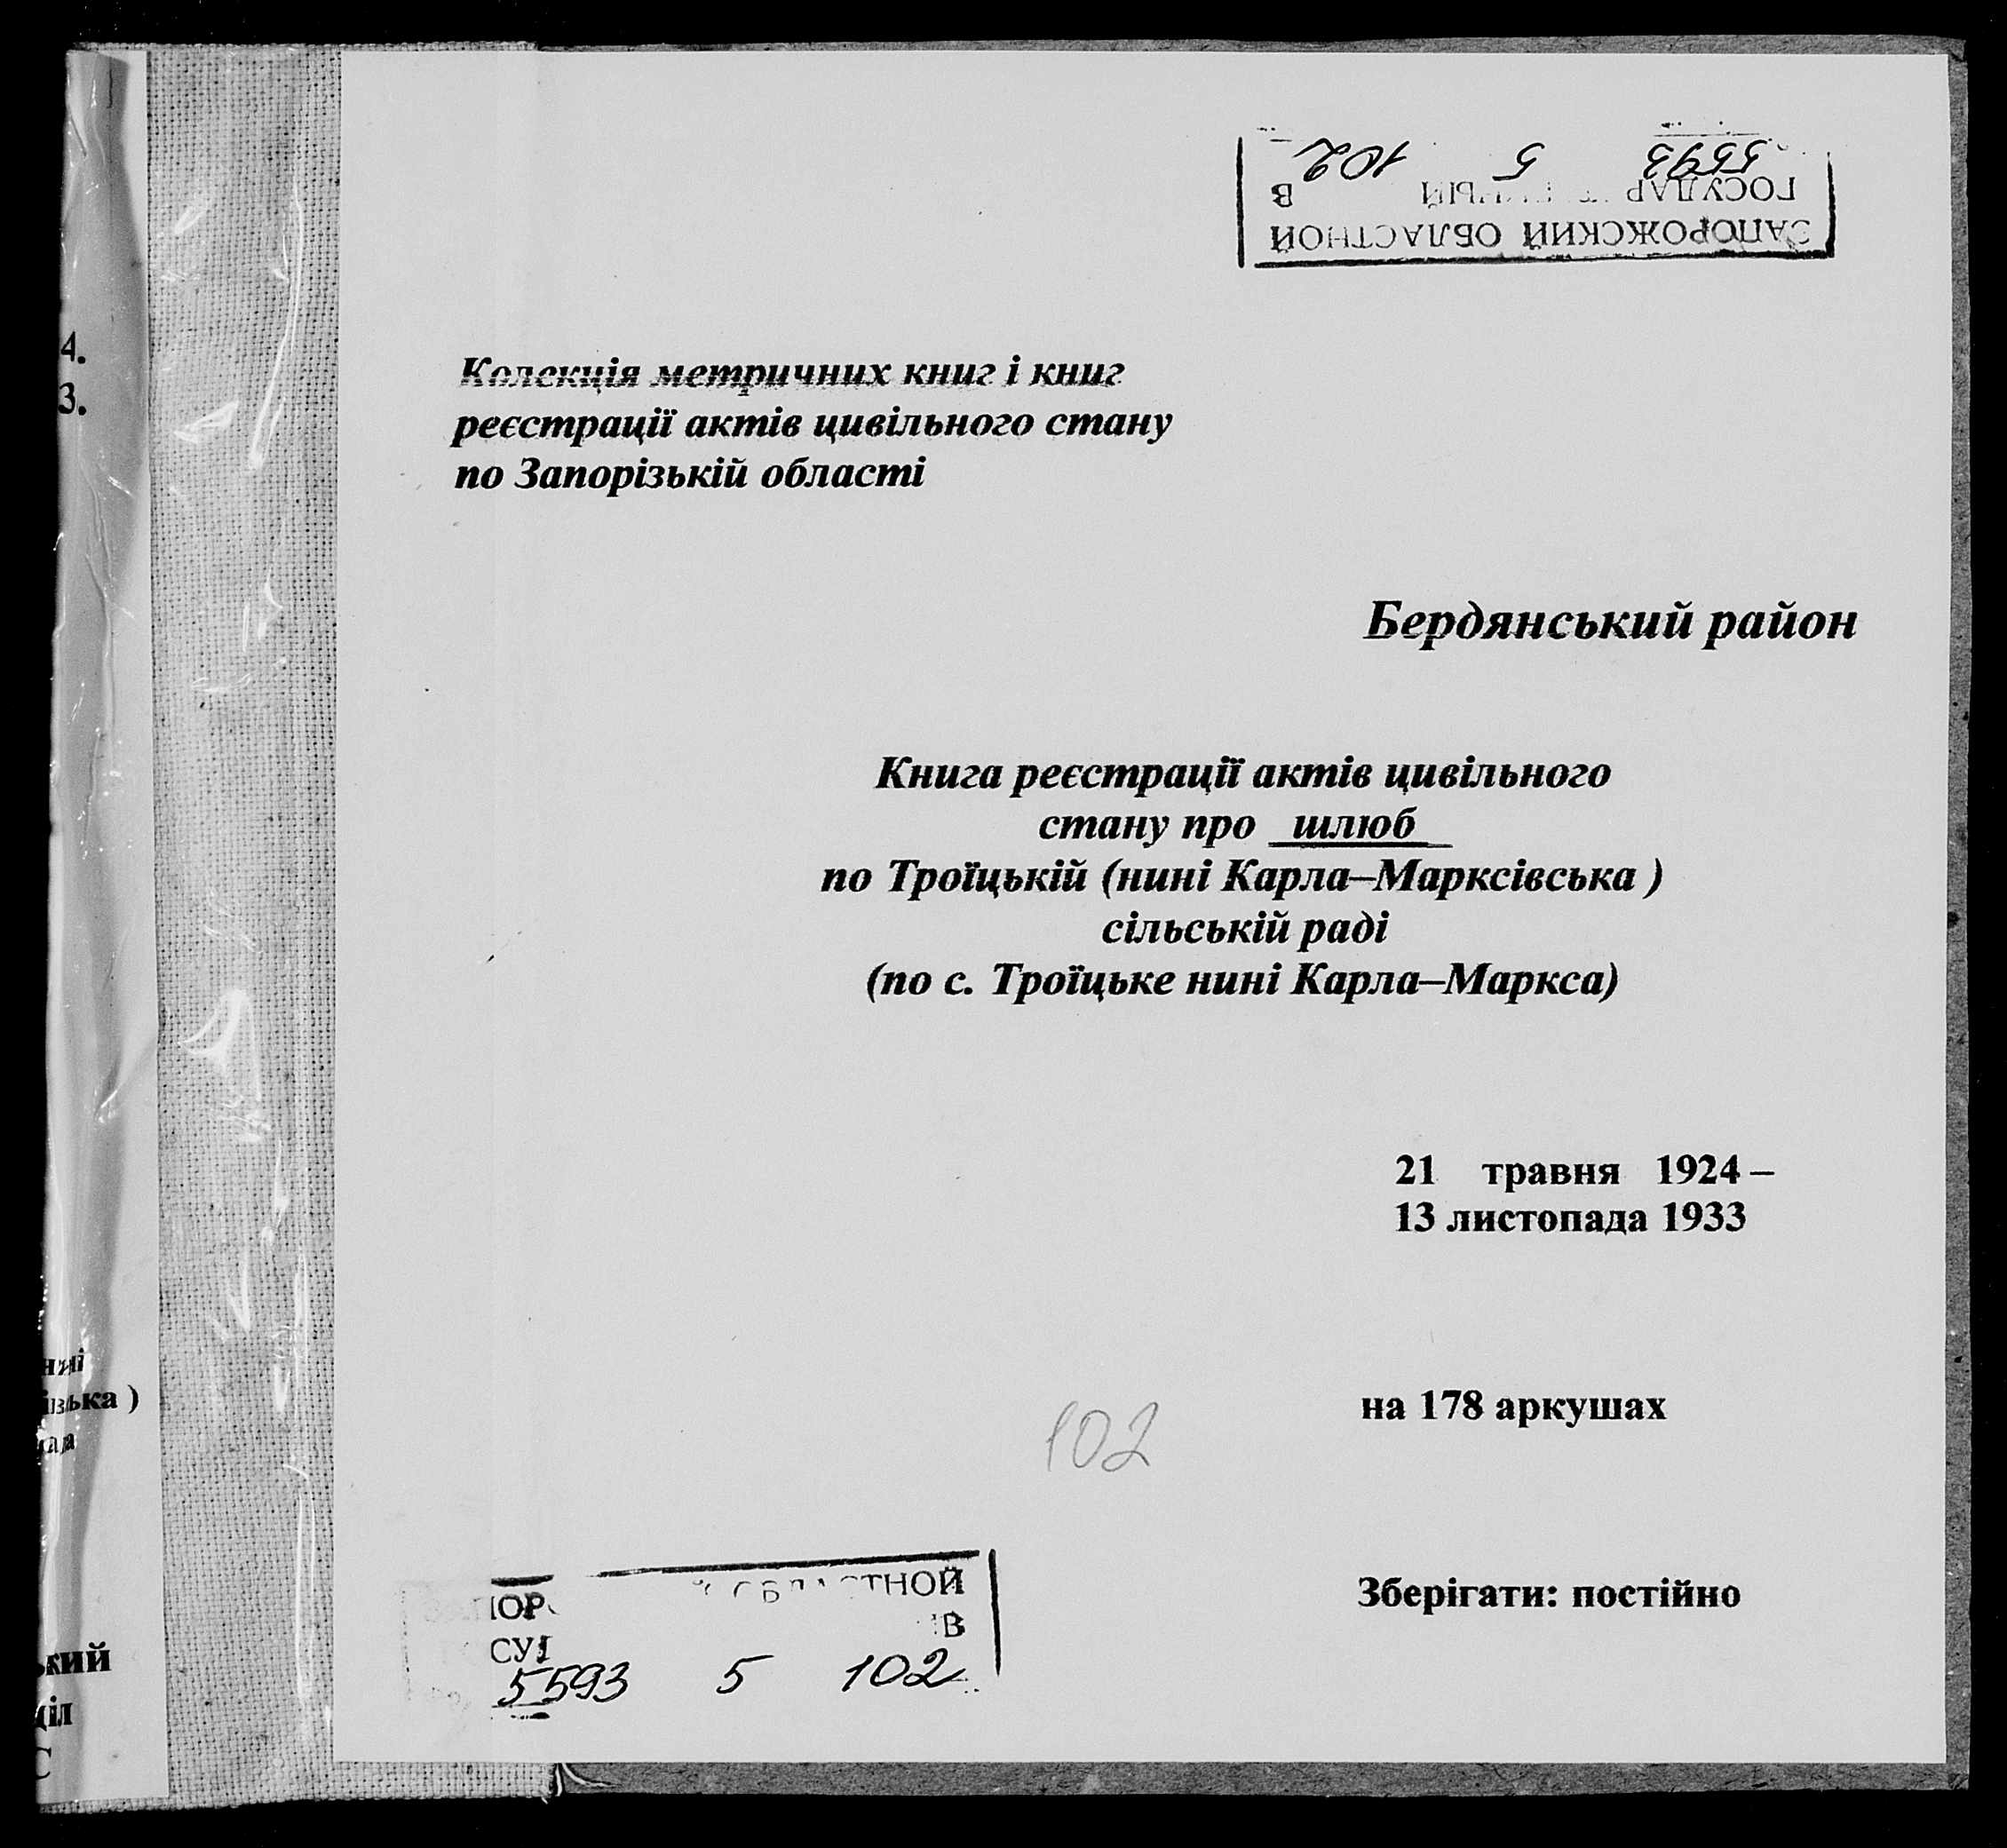 5593 5 102
ЗАПОРОЖСКИЙ ОБЛАСТНОЙ
Колекція метричних книг і книг
реєстрації актів цивільного стану
по Запорізькій області
Бердянський район
Книга реєстрації актів цивільного
стану про шлюб
по Троїцькій (нині Карла–Марксівська )
сільській раді
(по с. Троїцьке нині Карла–Маркса)
21 травня 1924 –
13 листопада 1933
на 178 аркушах
102
Зберігати: постійно
5593 5 102
4.
3.